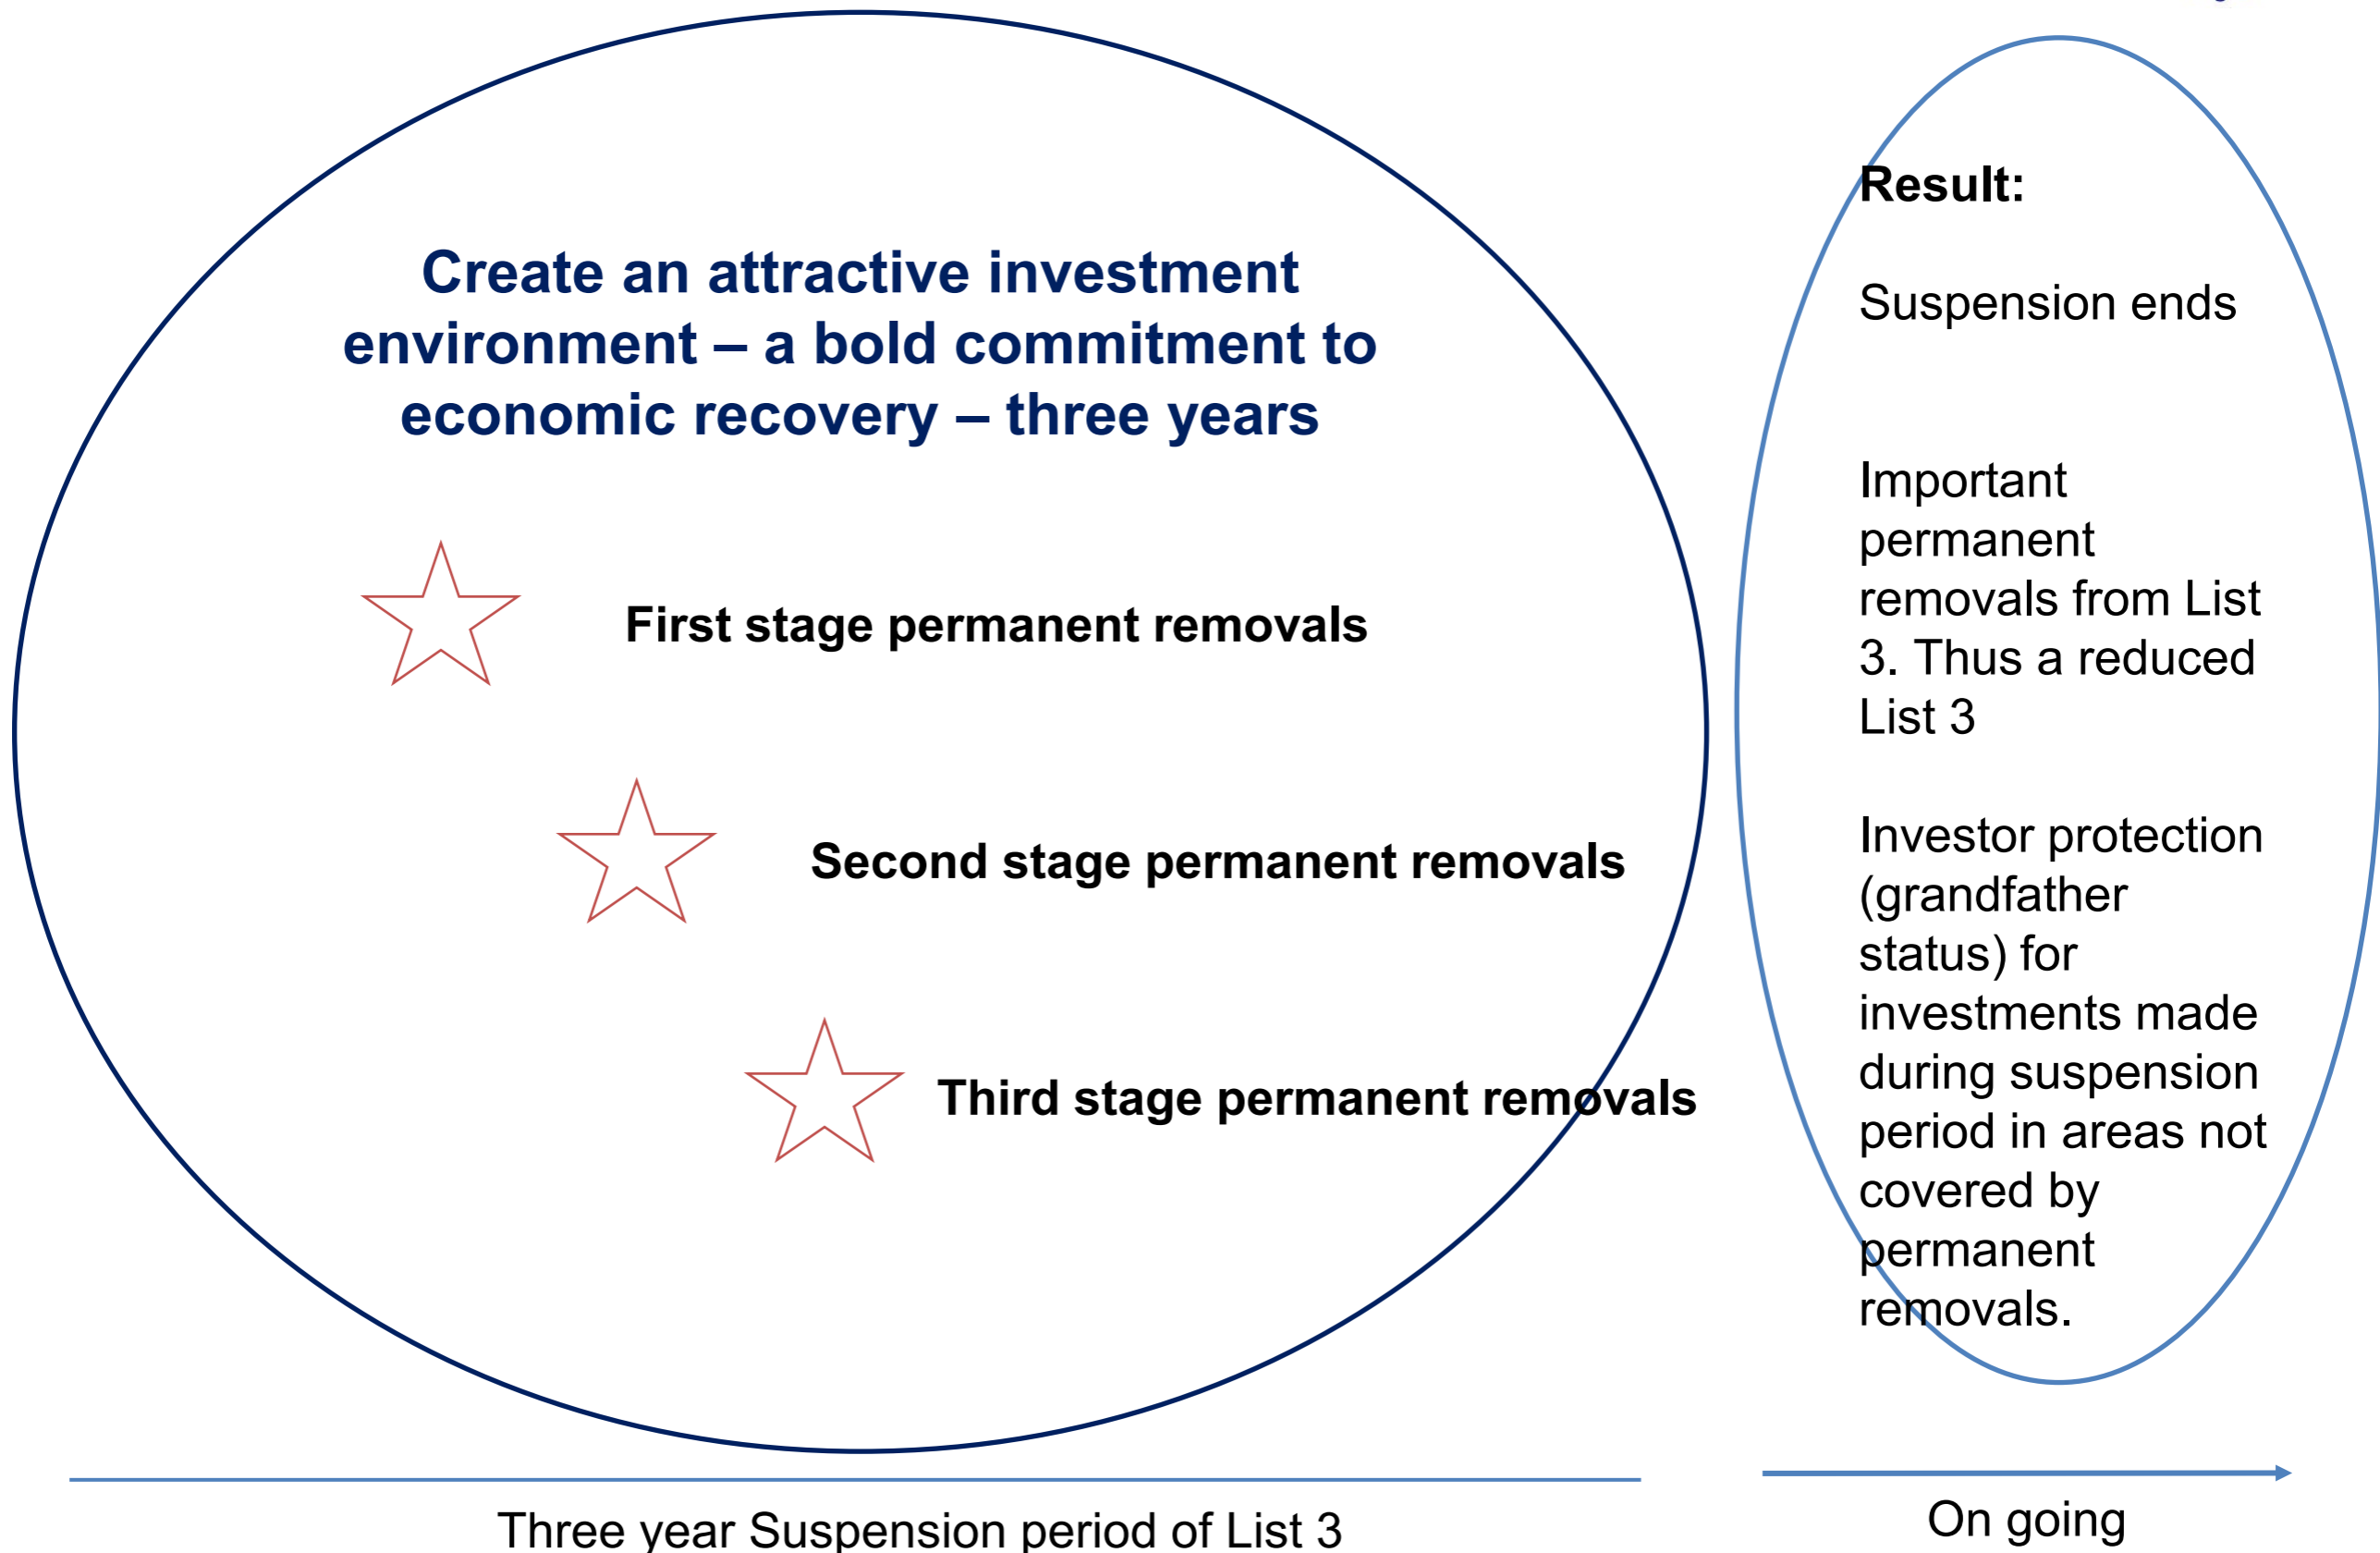 Create an attractive investment
environment – a bold commitment to
economic recovery – three years
First stage permanent removals
Second stage permanent removals
Third stage permanent removals
Three year Suspension period of List 3
Result:
Suspension ends
Important
permanent
removals from List
3. Thus a reduced
List 3
Investor protection
(grandfather
status) for
investments made
during suspension
period in areas not
covered by
permanent
removals.
On going